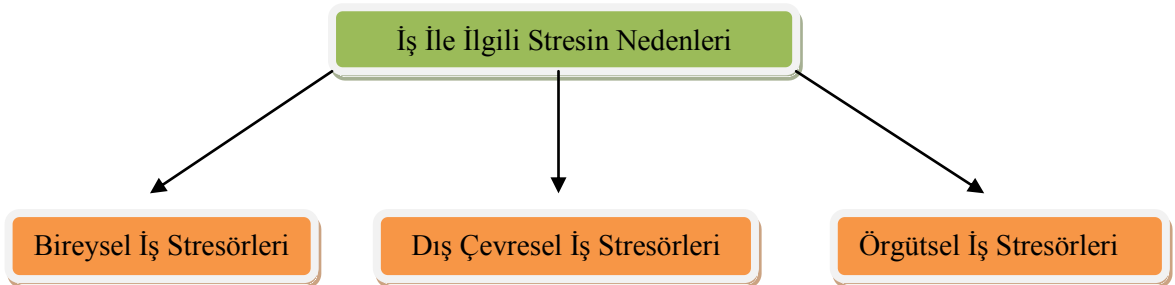 İş İle İlgili Stresin Nedenleri
Bireysel İş Stresörleri
Dış Çevresel İş Stresörleri
Örgütsel İş Stresörleri